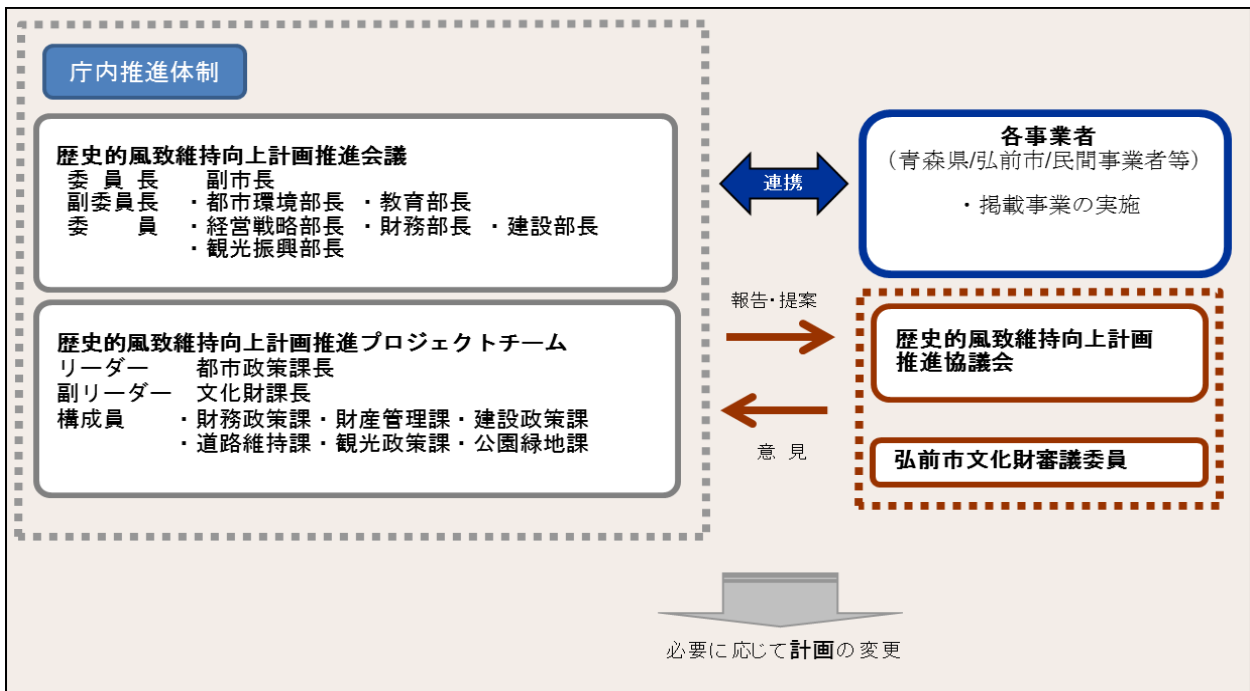 庁内推進体制
歴史的風致維持向上計画推進会議
委員長 副市長
副委員長 ・都市環境部長 ・教育部長
委員 ・経営戦略部長 ・財務部長 ・建設部長
・観光振興部長
歴史的風致維持向上計画推進プロジェクトチーム
リーダー 都市政策課長
副リーダー 文化財課長
構成員 ・財務政策課・財産管理課・建設政策課
・道路維持課・観光政策課・公園緑地課
連携
各事業者
（青森県/弘前市/民間事業者等）
・掲載事業の実施
報告・提案
意見
歴史的風致維持向上計画
推進協議会
弘前市文化財審議委員
必要に応じて計画の変更